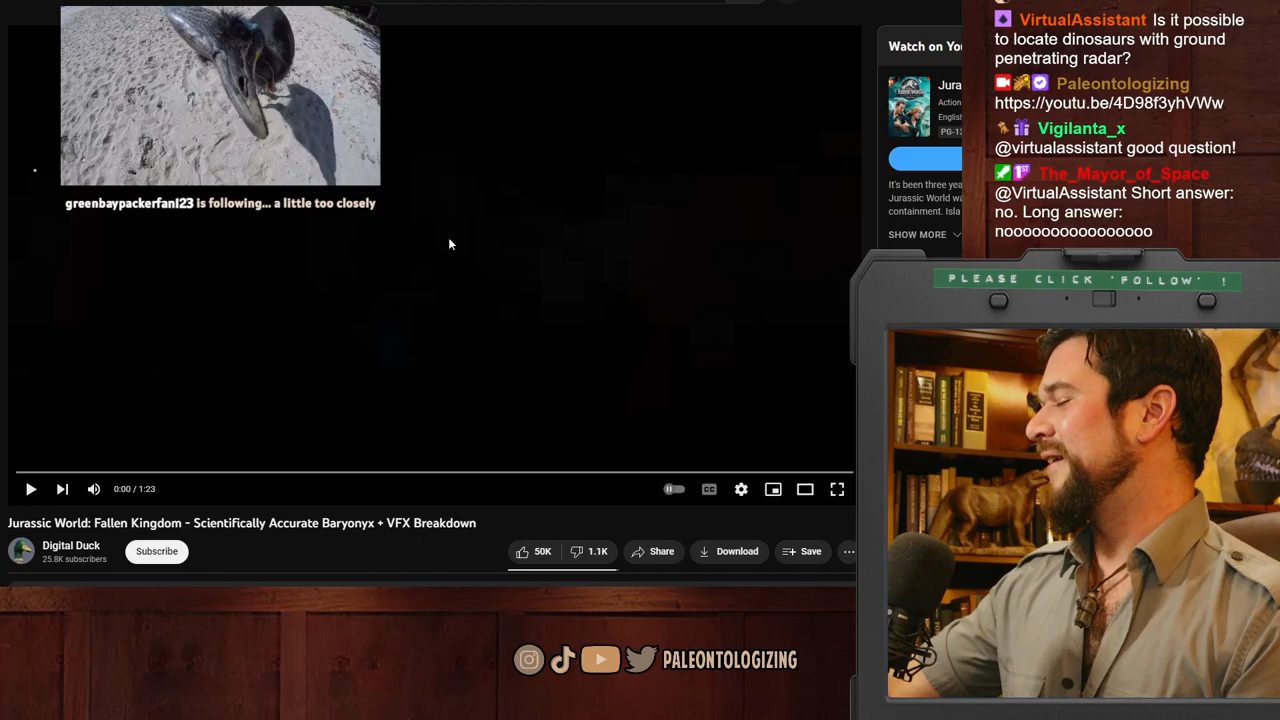 greenbaypackerfan123 is following... a little too closely
0:00 / 1:23
CC
Jurassic World: Fallen Kingdom - Scientifically Accurate Baryonyx + VFX Breakdown
Digital Duck
25.8K subscribers
Subscribe
50K
1.1K
Share
Download
Save
Watch on You
Jura
Action
English
PG-13
It's been three yea
Jurassic World wa
containment. Isla
SHOW MORE
VirtualAssistant Is it possible
to locate dinosaurs with ground
penetrating radar?
Paleontologizing
https://youtu.be/4D98f3yhVWw
Vigilanta_x
@virtualassistant good question!
1ST The_Mayor_of_Space
@VirtualAssistant Short answer:
no. Long answer:
nooooooooooooooo
PLEASE CLICK 'FOLLOW' !
PALEONTOLOGIZING